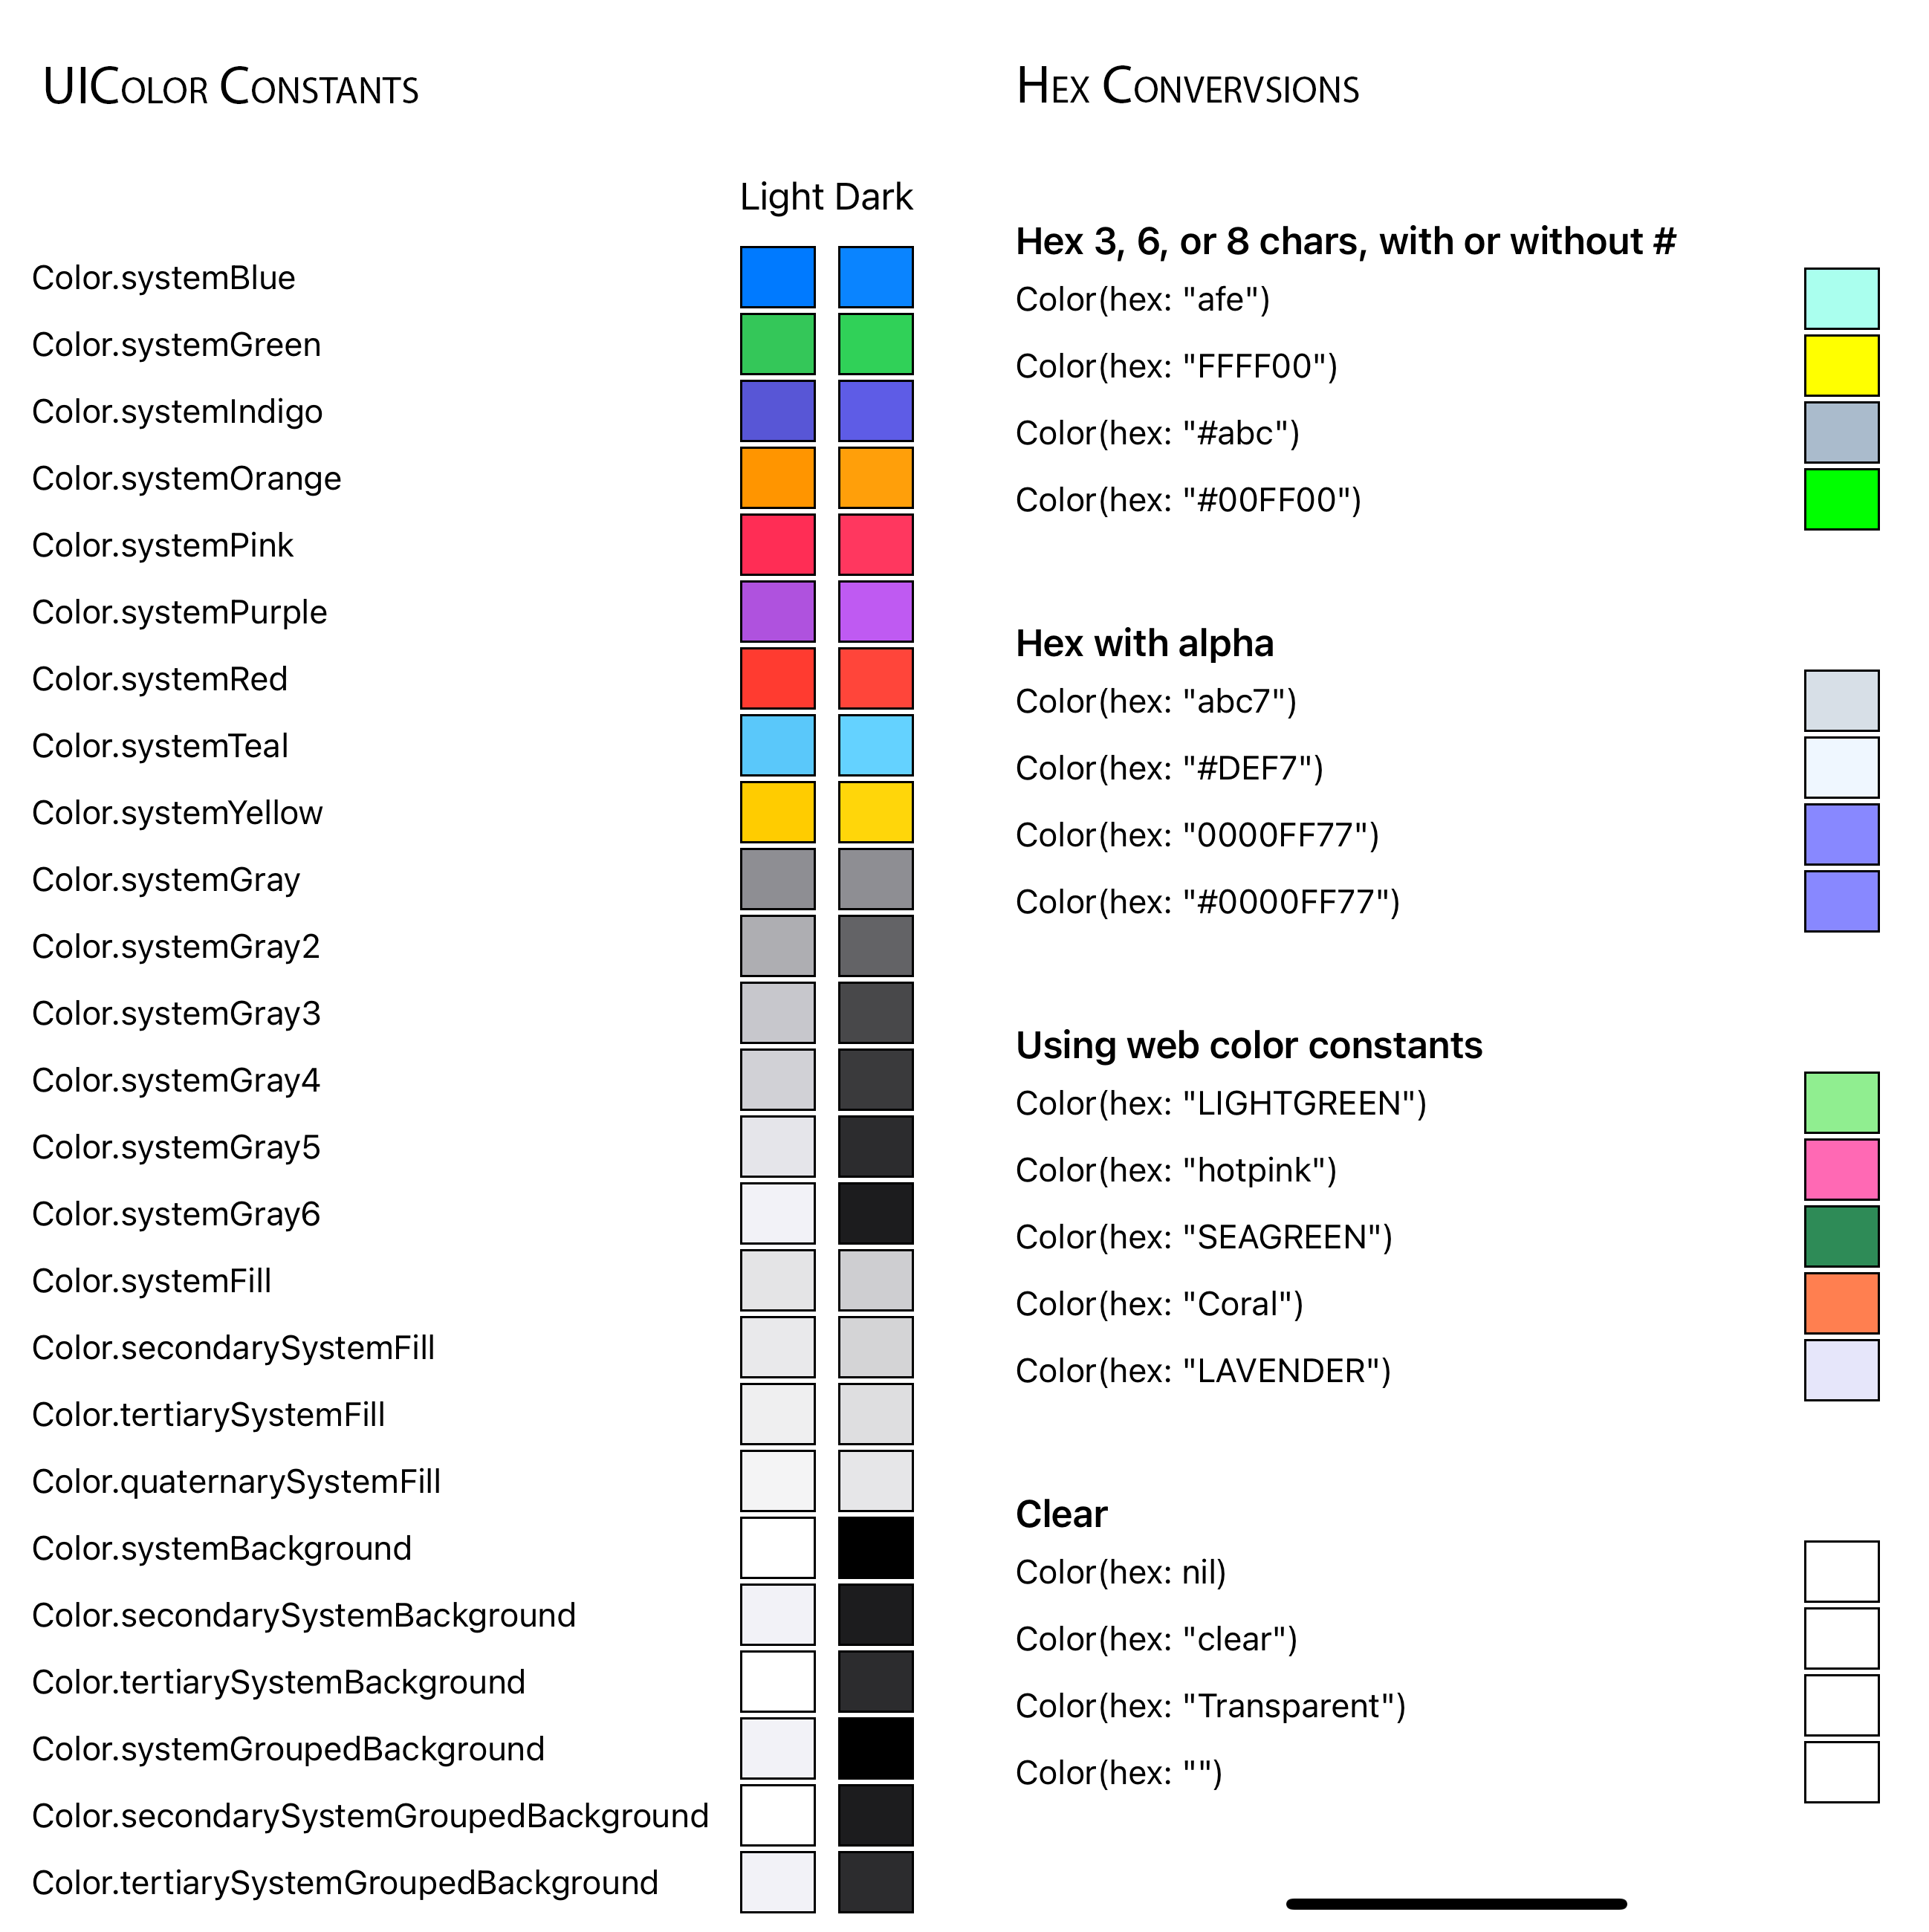 UIColor Constants
Light Dark
Color.systemBlue
Color.systemGreen
Color.systemIndigo
Color.systemOrange
Color.systemPink
Color.systemPurple
Color.systemRed
Color.systemTeal
Color.systemYellow
Color.systemGray
Color.systemGray2
Color.systemGray3
Color.systemGray4
Color.systemGray5
Color.systemGray6
Color.systemFill
Color.secondarySystemFill
Color.tertiarySystemFill
Color.quaternarySystemFill
Color.systemBackground
Color.secondarySystemBackground
Color.tertiarySystemBackground
Color.systemGroupedBackground
Color.secondarySystemGroupedBackground
Color.tertiarySystemGroupedBackground
Hex Convervsions
Hex 3, 6, or 8 chars, with or without #
Color(hex: "afe")
Color(hex: "FFFF00")
Color(hex: "#abc")
Color(hex: "#00FF00")
Hex with alpha
Color(hex: "abc7")
Color(hex: "#DEF7")
Color(hex: "0000FF77")
Color(hex: "#0000FF77")
Using web color constants
Color(hex: "LIGHTGREEN")
Color(hex: "hotpink")
Color(hex: "SEAGREEN")
Color(hex: "Coral")
Color(hex: "LAVENDER")
Clear
Color(hex: nil)
Color(hex: "clear")
Color(hex: "Transparent")
Color(hex: "")